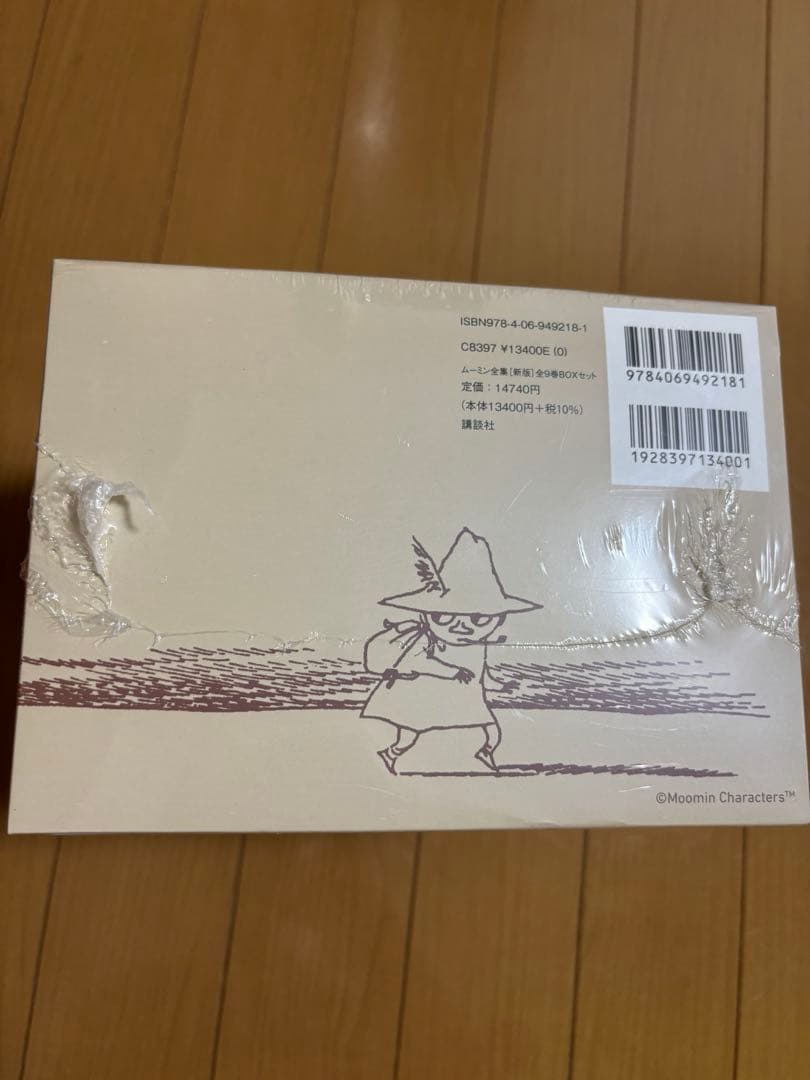 ISBN978-4-06-949218-1
C8397 ¥13400E (0)
ムーミン全集[新版]全9巻BOXセット
定価：14740円
(本体13400円＋税10%)
講談社
9784069492181
1928397134001
©Moomin Characters™